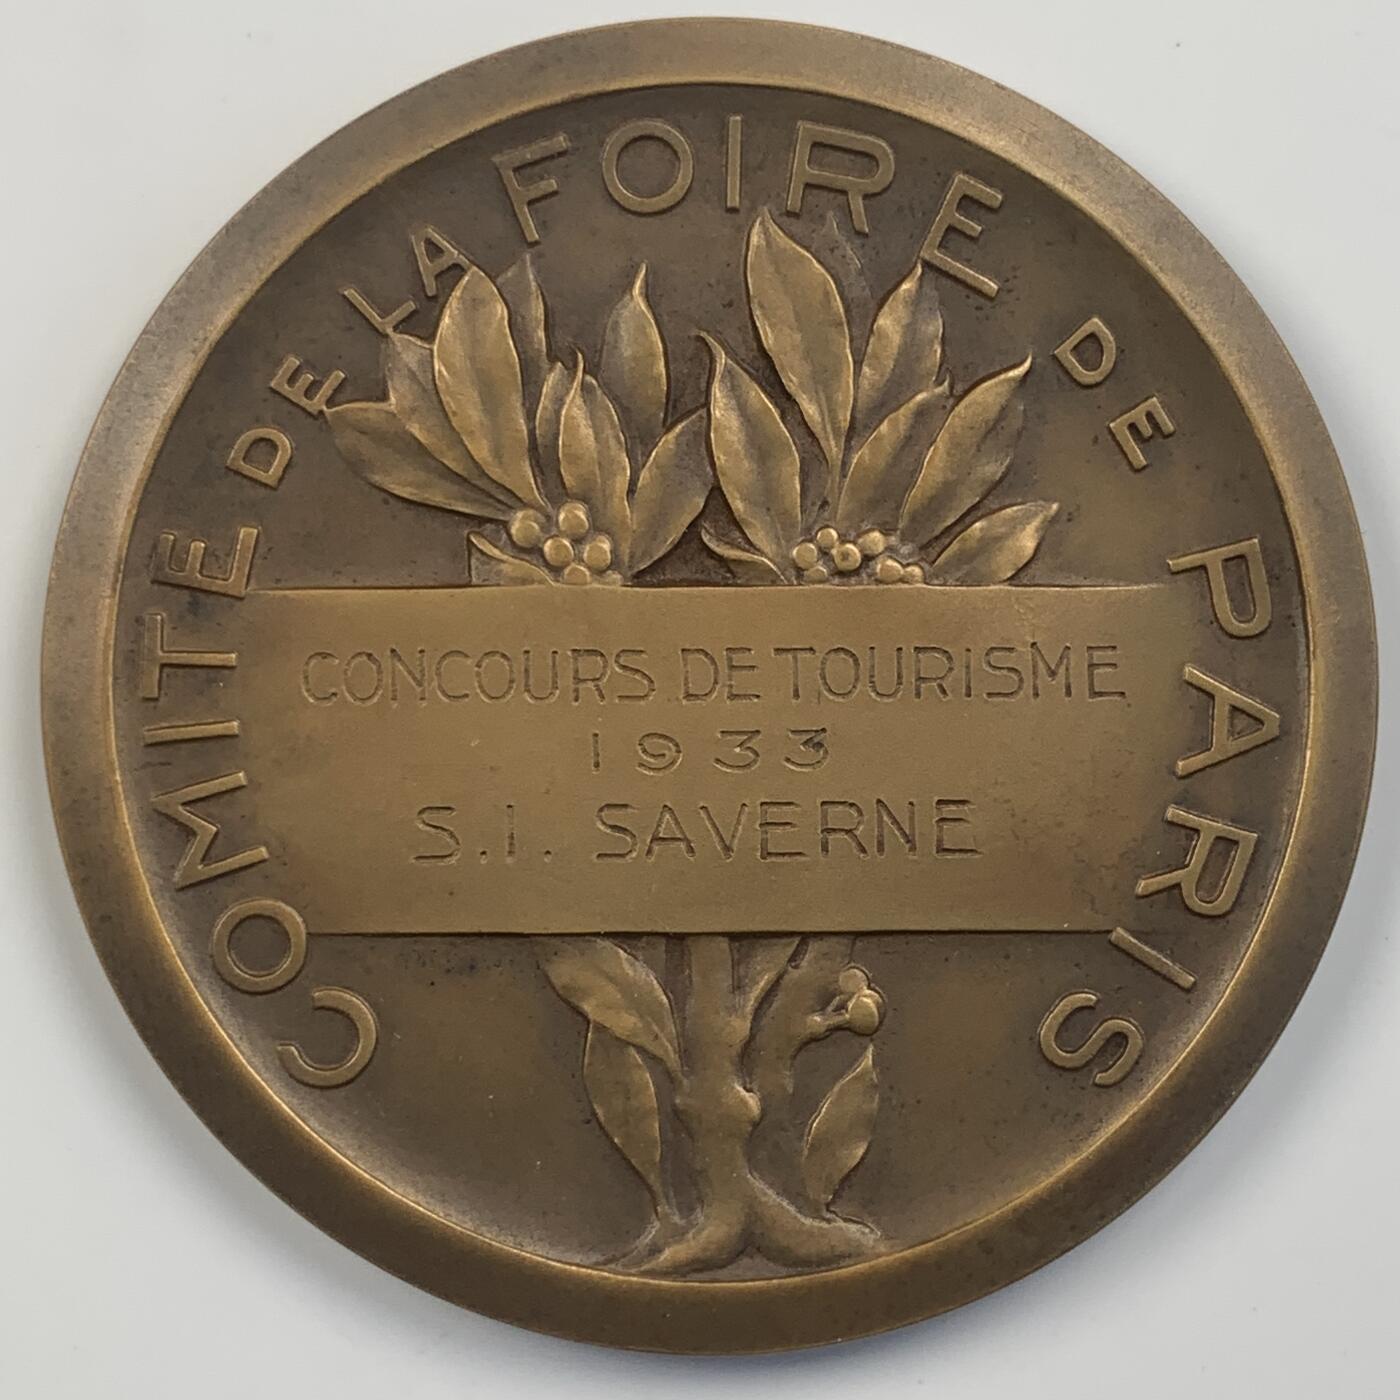 COMITE DE LA FOIRE DE PARIS
CONCOURS DE TOURISME
1933
S.I. SAVERNE